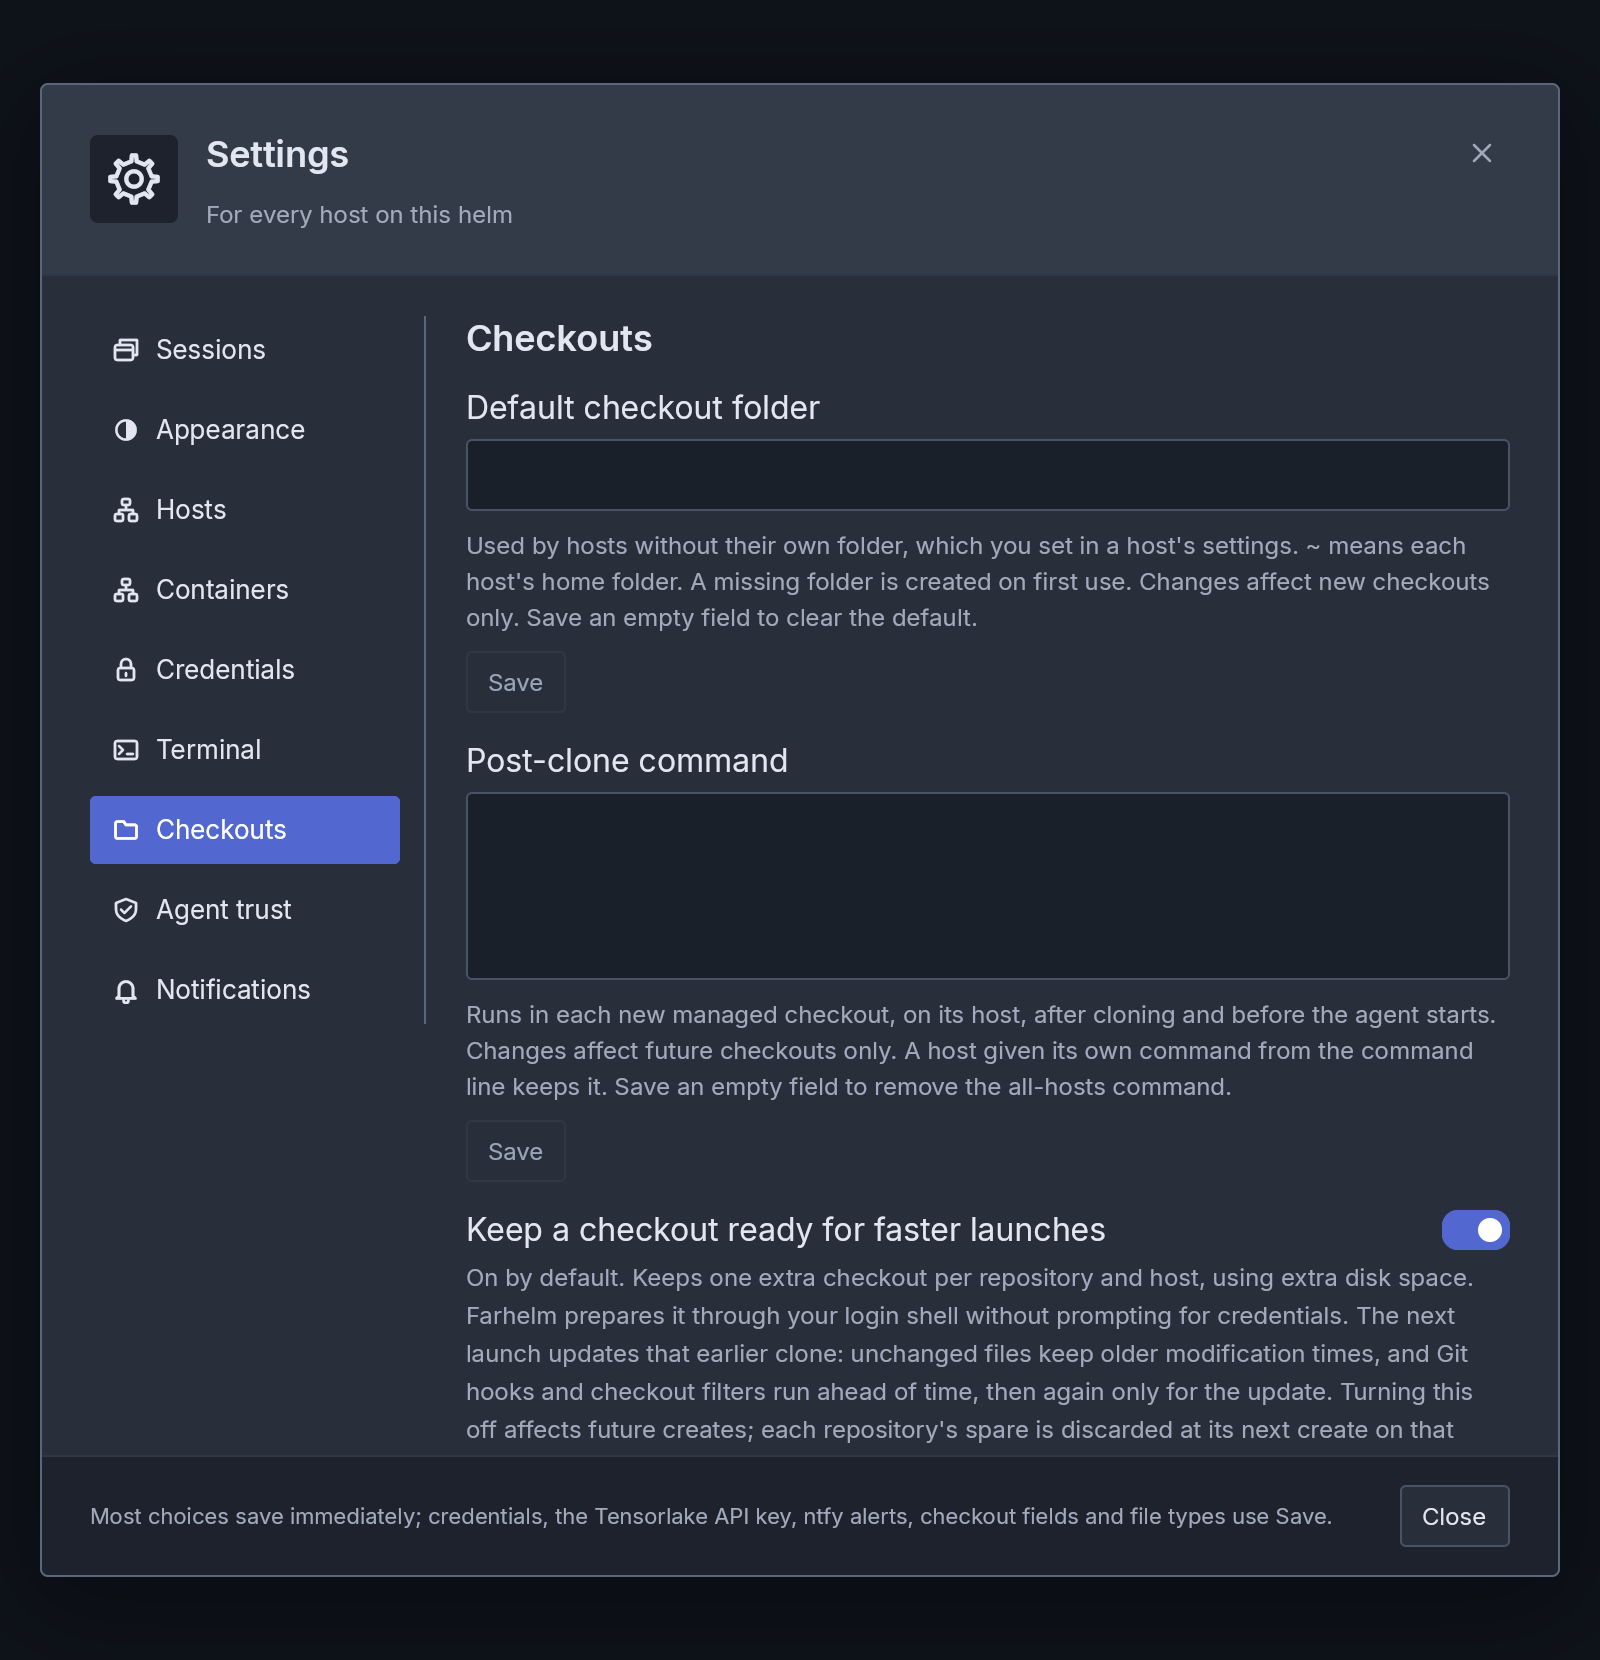 Settings
For every host on this helm
Sessions
Appearance
Hosts
Containers
Credentials
Terminal
Checkouts
Agent trust
Notifications
Checkouts
Default checkout folder
Used by hosts without their own folder, which you set in a host's settings. ~ means each
host's home folder. A missing folder is created on first use. Changes affect new checkouts
only. Save an empty field to clear the default.
Save
Post-clone command
Runs in each new managed checkout, on its host, after cloning and before the agent starts.
Changes affect future checkouts only. A host given its own command from the command
line keeps it. Save an empty field to remove the all-hosts command.
Save
Keep a checkout ready for faster launches
On by default. Keeps one extra checkout per repository and host, using extra disk space.
Farhelm prepares it through your login shell without prompting for credentials. The next
launch updates that earlier clone: unchanged files keep older modification times, and Git
hooks and checkout filters run ahead of time, then again only for the update. Turning this
off affects future creates; each repository's spare is discarded at its next create on that
Most choices save immediately; credentials, the Tensorlake API key, ntfy alerts, checkout fields and file types use Save.
Close